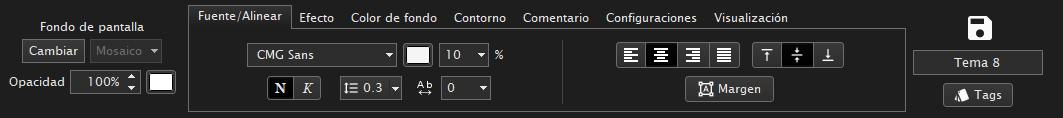 Fondo de pantalla
Cambiar Mosaico
Opacidad 100%
Fuente/Alinear Efecto Color de fondo Contorno Comentario Configuraciones Visualización
CMG Sans 10 %
N K 0.3 Ab 0
Margen
Tema 8
Tags